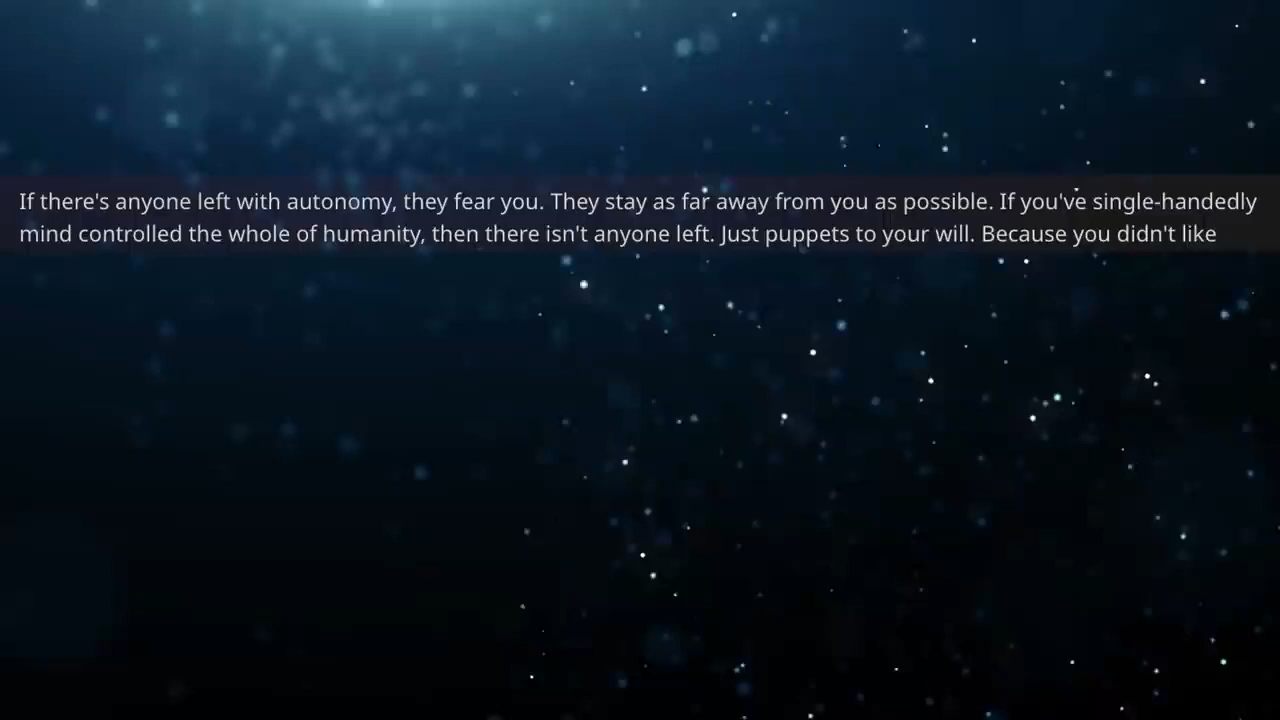 If there's anyone left with autonomy, they fear you. They stay as far away from you as possible. If you've single-handedly
mind controlled the whole of humanity, then there isn't anyone left. Just puppets to your will. Because you didn't like